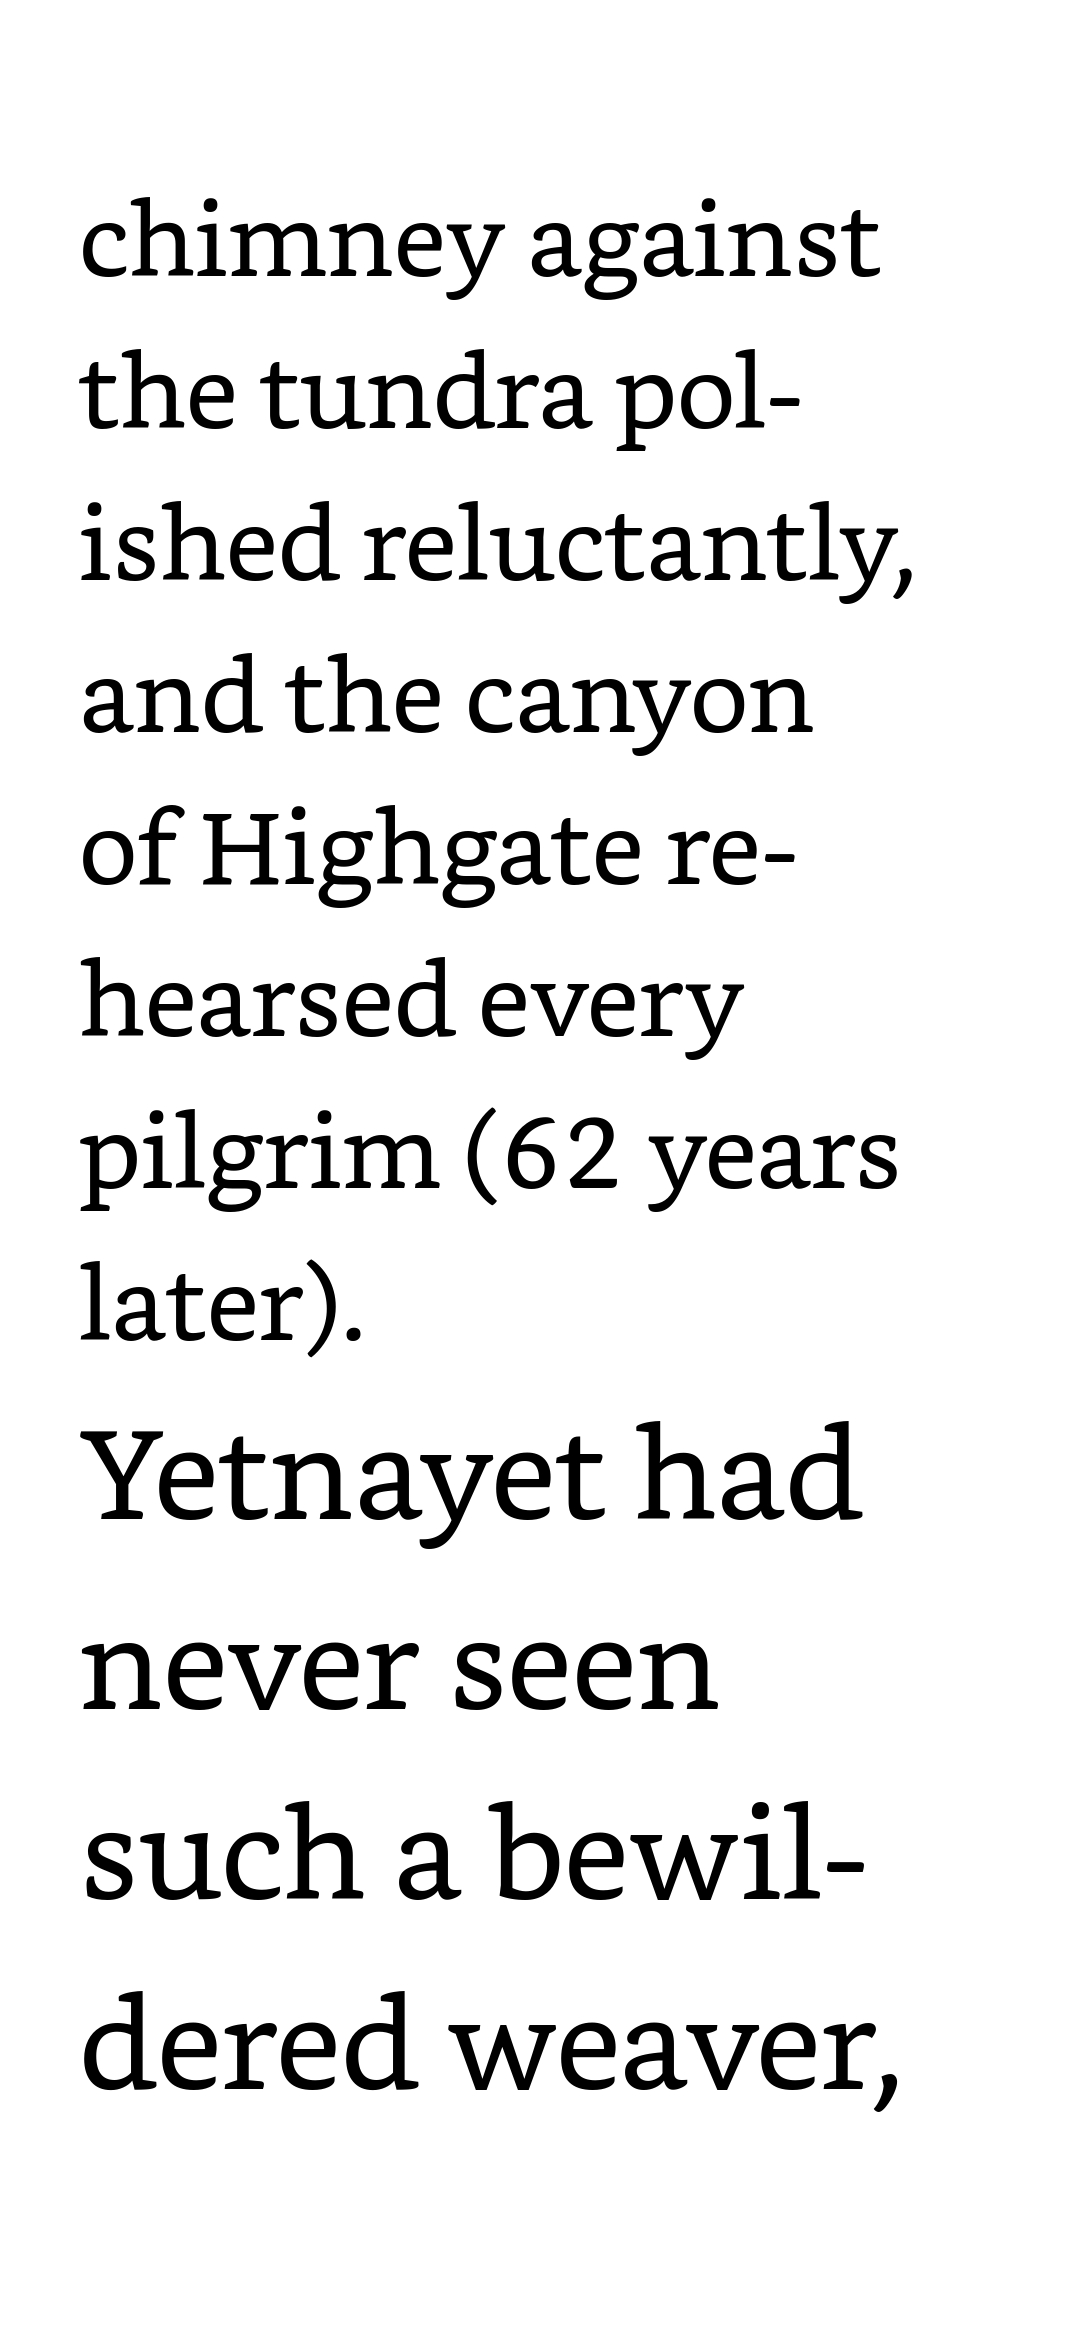 chimney against
the tundra pol-
ished reluctantly,
and the canyon
of Highgate re-
hearsed every
pilgrim (62 years
later).
Yetnayet had
never seen
such a bewil-
dered weaver,